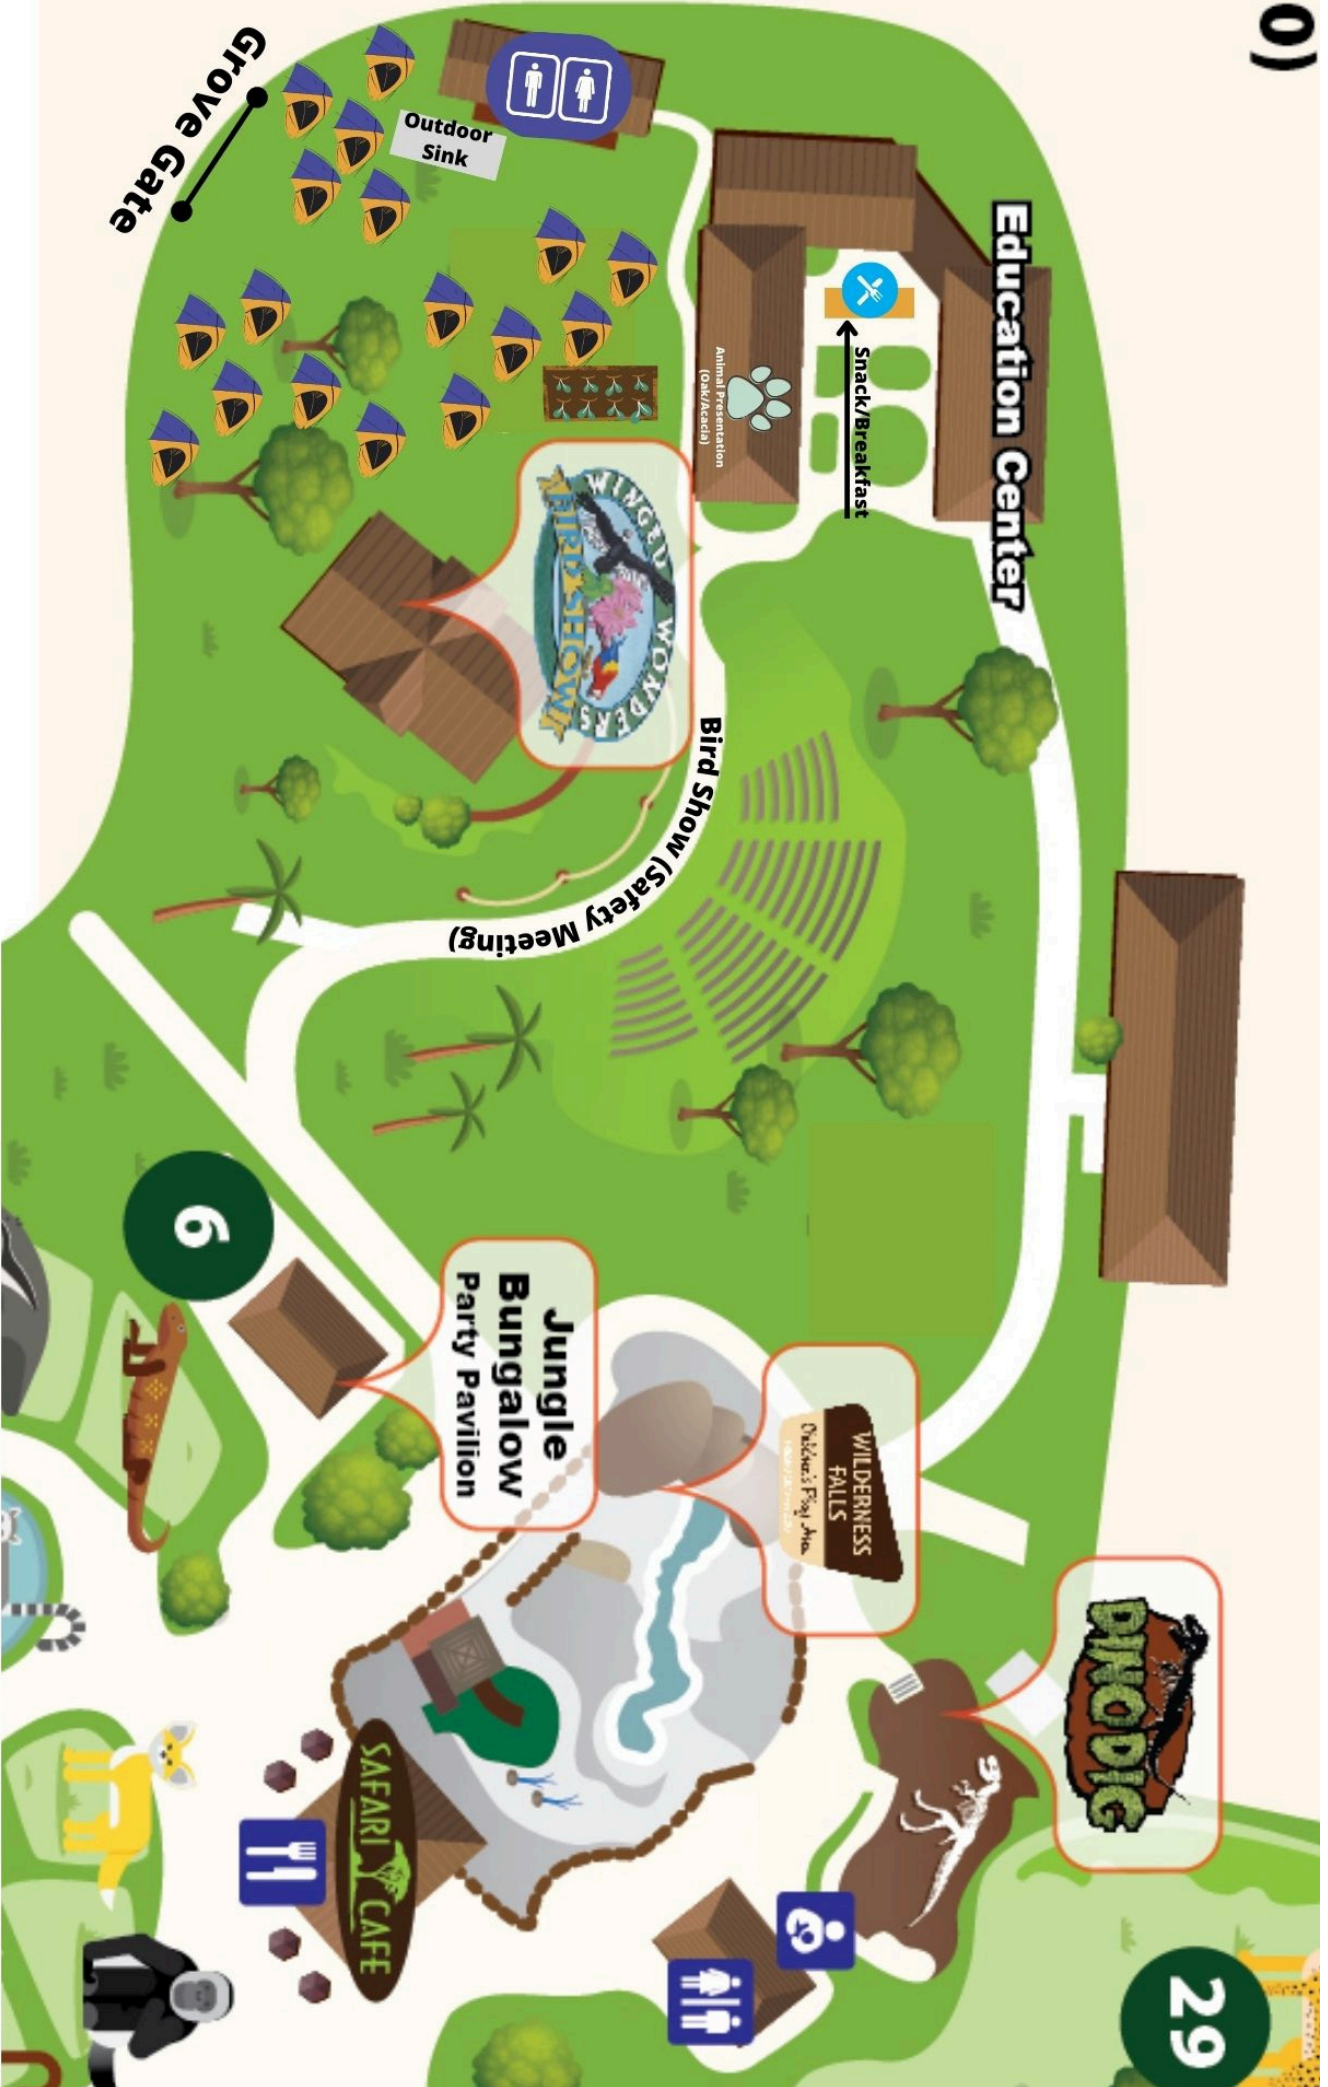 0)
Grove Gate
Outdoor
Sink
Education Center
Snack/Breakfast
Animal Presentation
(Oak/Acacia)
WINGED WONDERS
BIRD SHOW
Bird Show (Safety Meeting)
6
Jungle
Bungalow
Party Pavilion
WILDERNESS
FALLS
Children's Play Area
DINO DIG
SAFARI CAFE
29